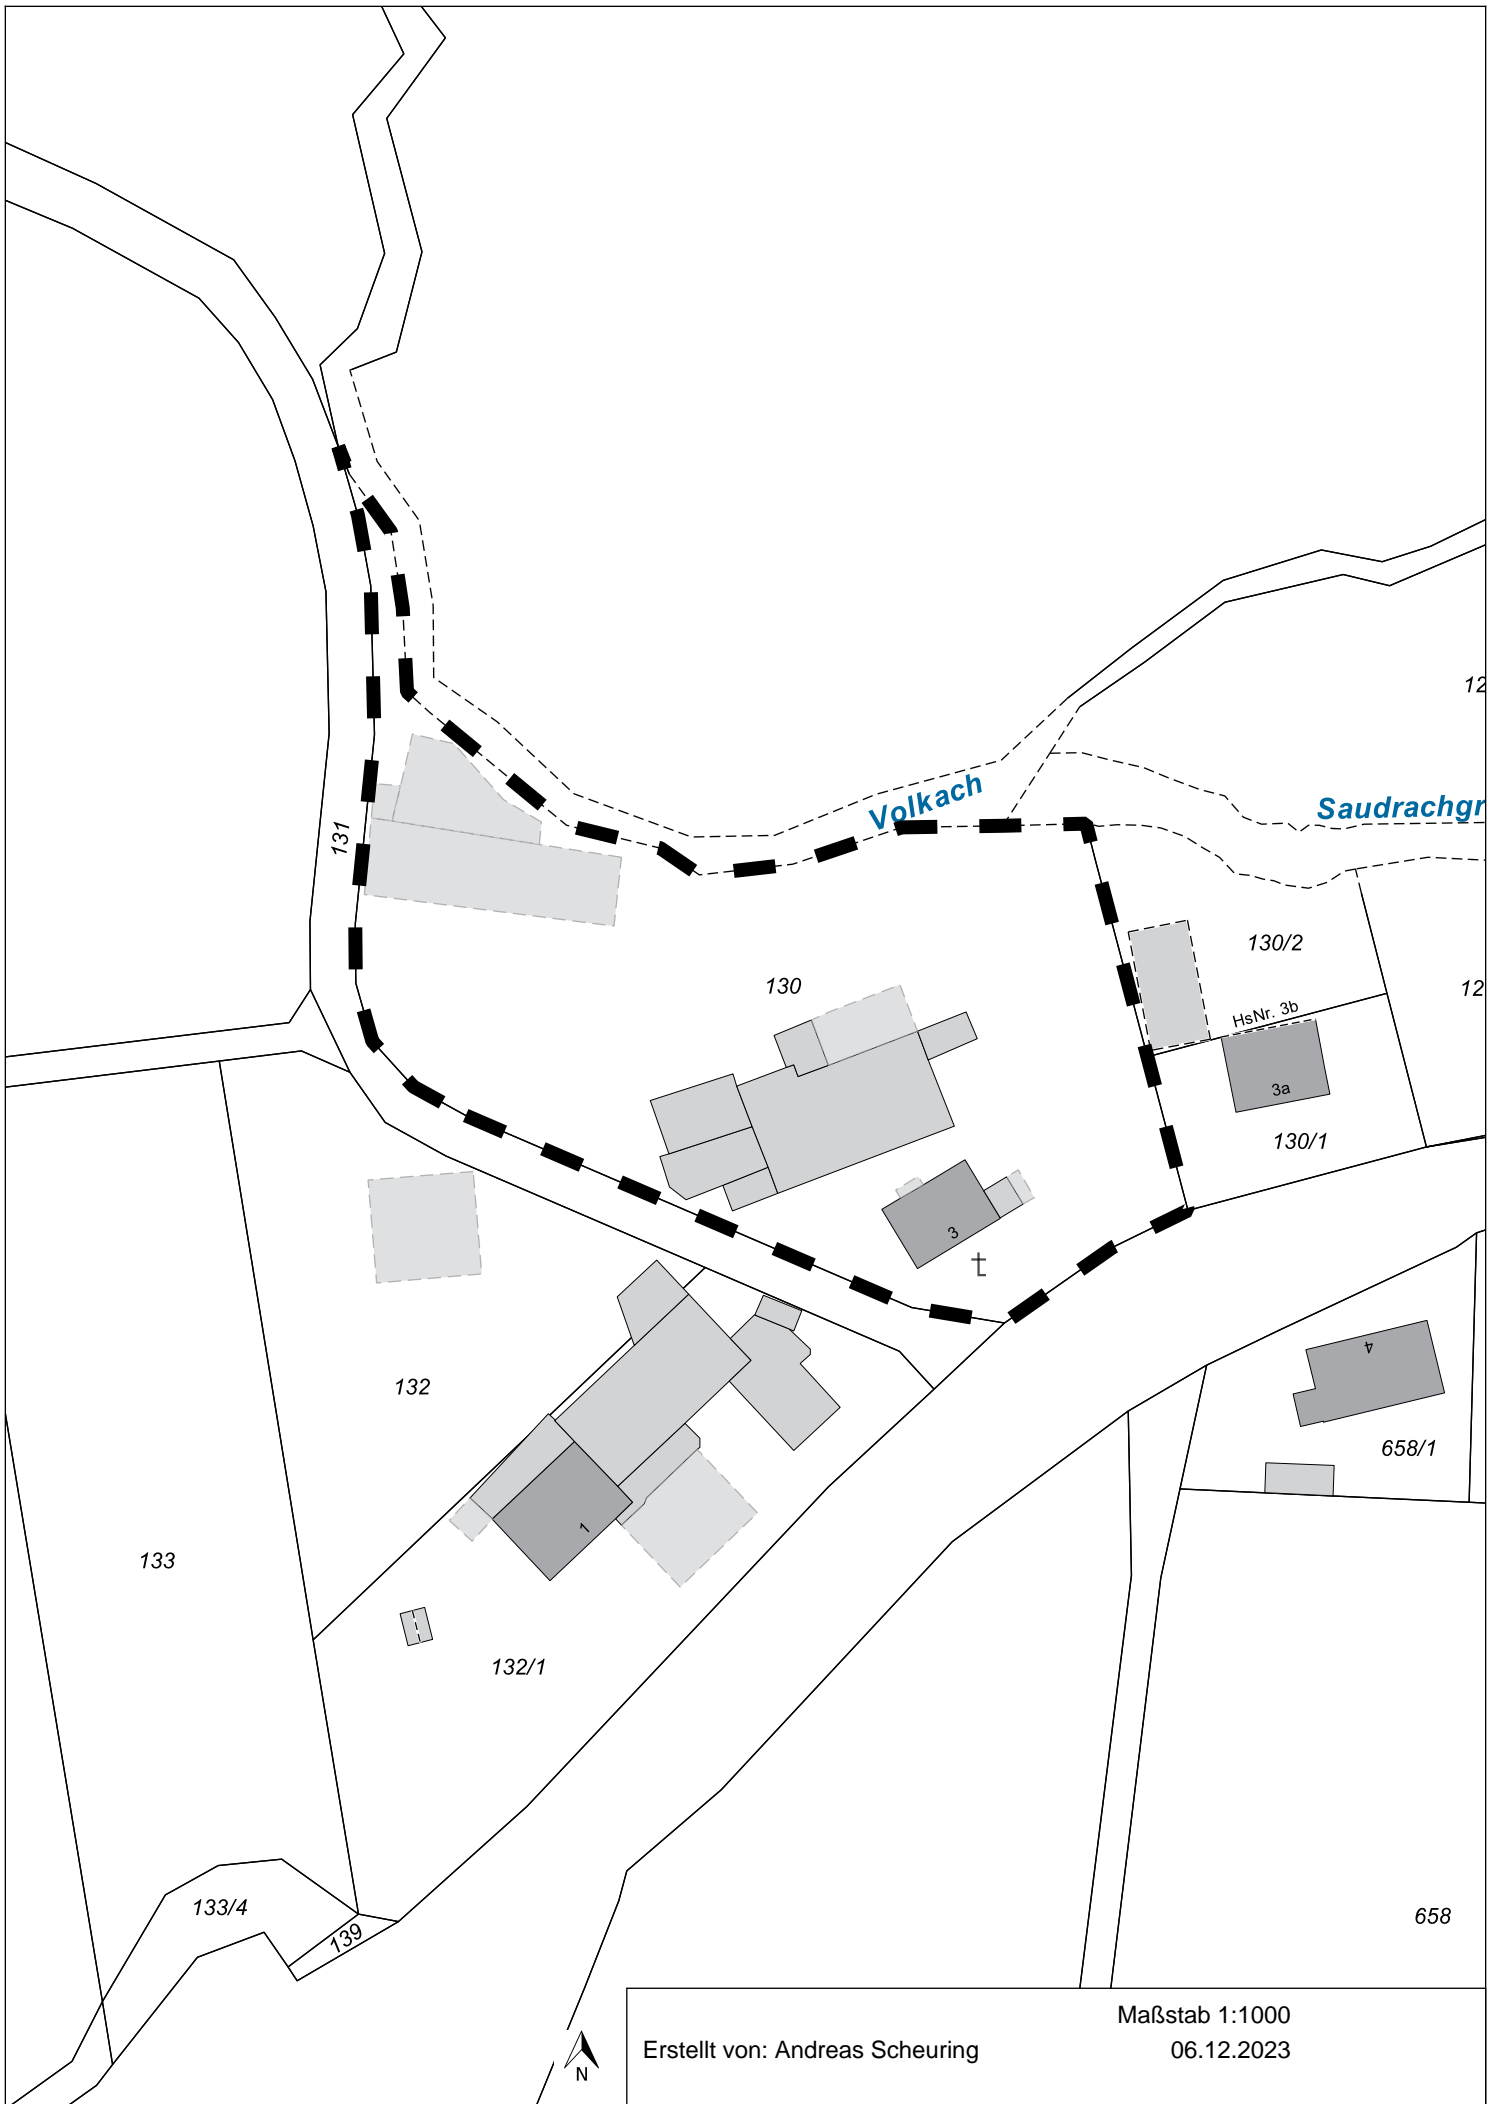 12
Volkach
Saudrachgr
131
130/2
130
12
HsNr. 3b
3a
130/1
3
t
4
132
658/1
1
133
132/1
133/4
139
658
Maßstab 1:1000
Erstellt von: Andreas Scheuring
06.12.2023
N